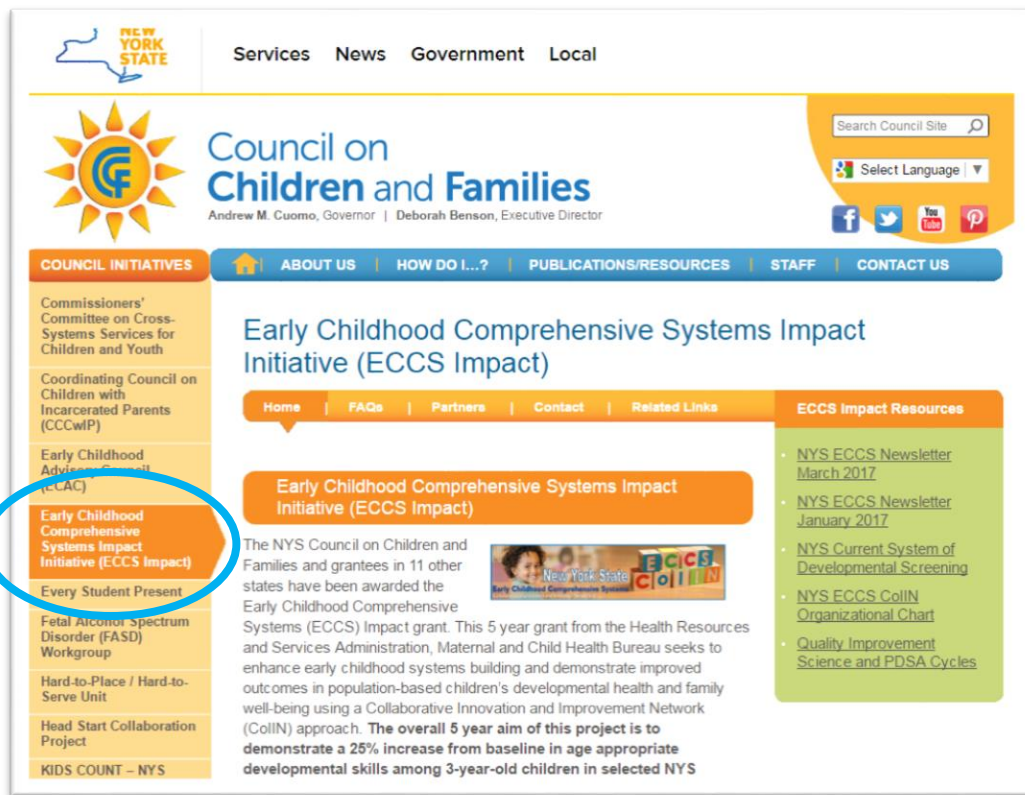 NEW
YORK
STATE
Services News Government Local
Council on
Children and Families
Andrew M. Cuomo, Governor | Deborah Benson, Executive Director
Search Council Site
Select Language
You
Tube
COUNCIL INITIATIVES
ABOUT US | HOW DO I...? | PUBLICATIONS/RESOURCES | STAFF | CONTACT US
Commissioners'
Committee on Cross-
Systems Services for
Children and Youth
Coordinating Council on
Children with
Incarcerated Parents
(CCCwIP)
Early Childhood
Advisory Council
(ECAC)
Early Childhood
Comprehensive
Systems Impact
Initiative (ECCS Impact)
Every Student Present
Fetal Alcohol Spectrum
Disorder (FASD)
Workgroup
Hard-to-Place / Hard-to-
Serve Unit
Head Start Collaboration
Project
KIDS COUNT – NYS
Early Childhood Comprehensive Systems Impact
Initiative (ECCS Impact)
Home | FAQs | Partners | Contact | Related Links
Early Childhood Comprehensive Systems Impact
Initiative (ECCS Impact)
The NYS Council on Children and
Families and grantees in 11 other
states have been awarded the
Early Childhood Comprehensive
Systems (ECCS) Impact grant. This 5 year grant from the Health Resources
and Services Administration, Maternal and Child Health Bureau seeks to
enhance early childhood systems building and demonstrate improved
outcomes in population-based children's developmental health and family
well-being using a Collaborative Innovation and Improvement Network
(CoIIN) approach. The overall 5 year aim of this project is to
demonstrate a 25% increase from baseline in age appropriate
developmental skills among 3-year-old children in selected NYS
New York State
Early Childhood Comprehensive Systems
ECCS
CoIIN
ECCS Impact Resources
NYS ECCS Newsletter
March 2017
NYS ECCS Newsletter
January 2017
NYS Current System of
Developmental Screening
NYS ECCS CoIIN
Organizational Chart
Quality Improvement
Science and PDSA Cycles